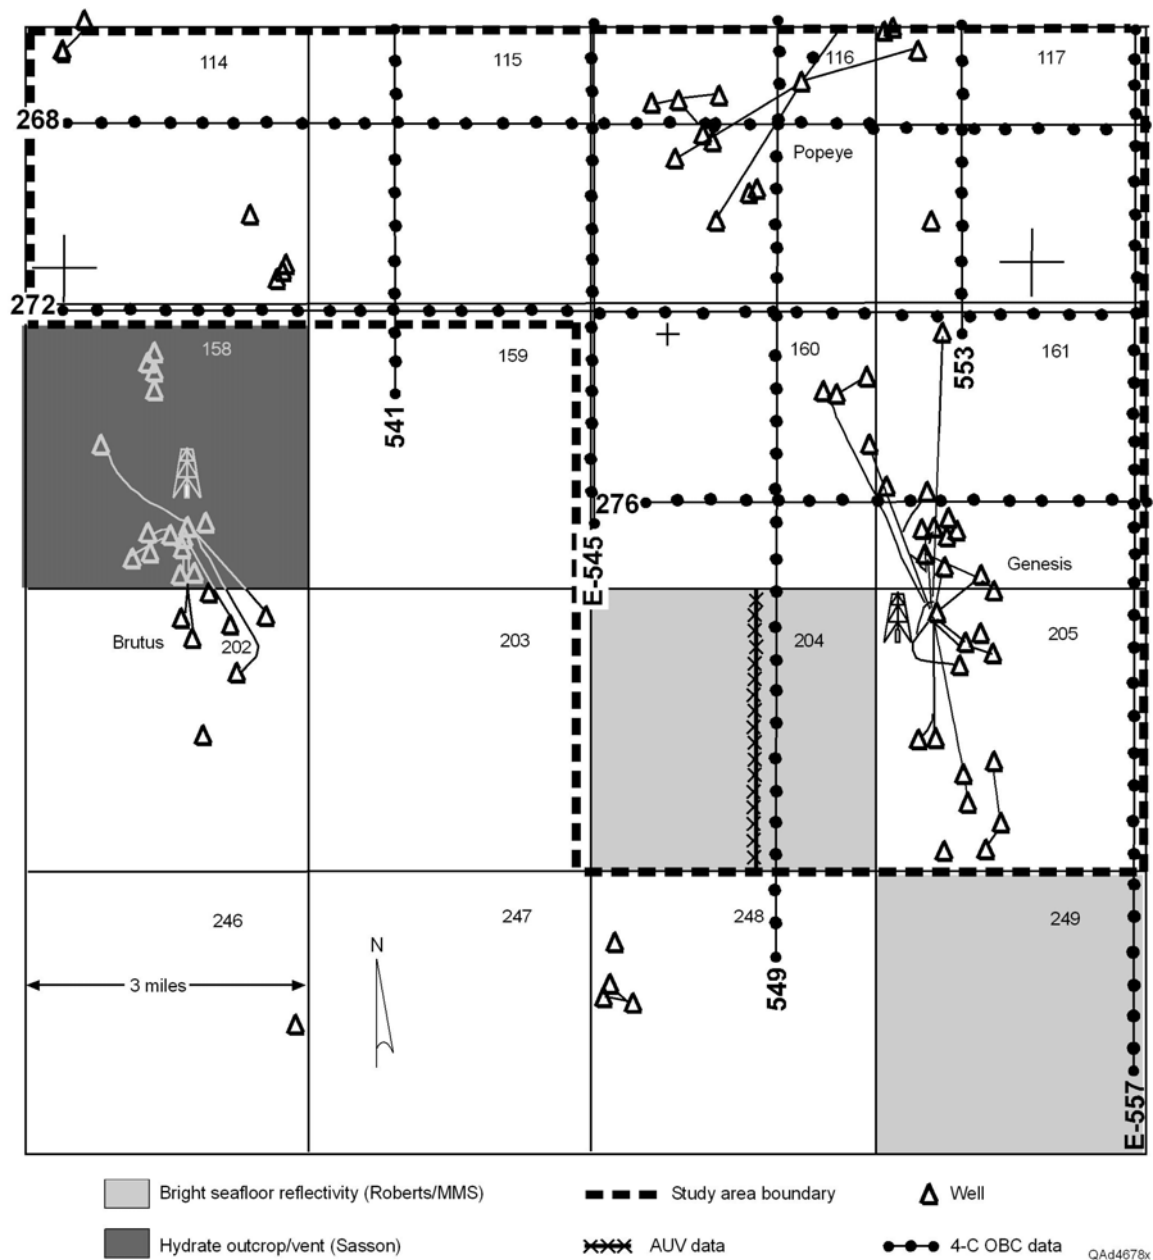 114
115
116
117
268
Popeye
272
158
159
160
161
553
541
276
E-545
Genesis
Brutus
202
203
204
205
246
247
248
249
N
3 miles
549
E-557
Bright seafloor reflectivity (Roberts/MMS)
Study area boundary
Well
Hydrate outcrop/vent (Sasson)
AUV data
4-C OBC data
QAd4678x